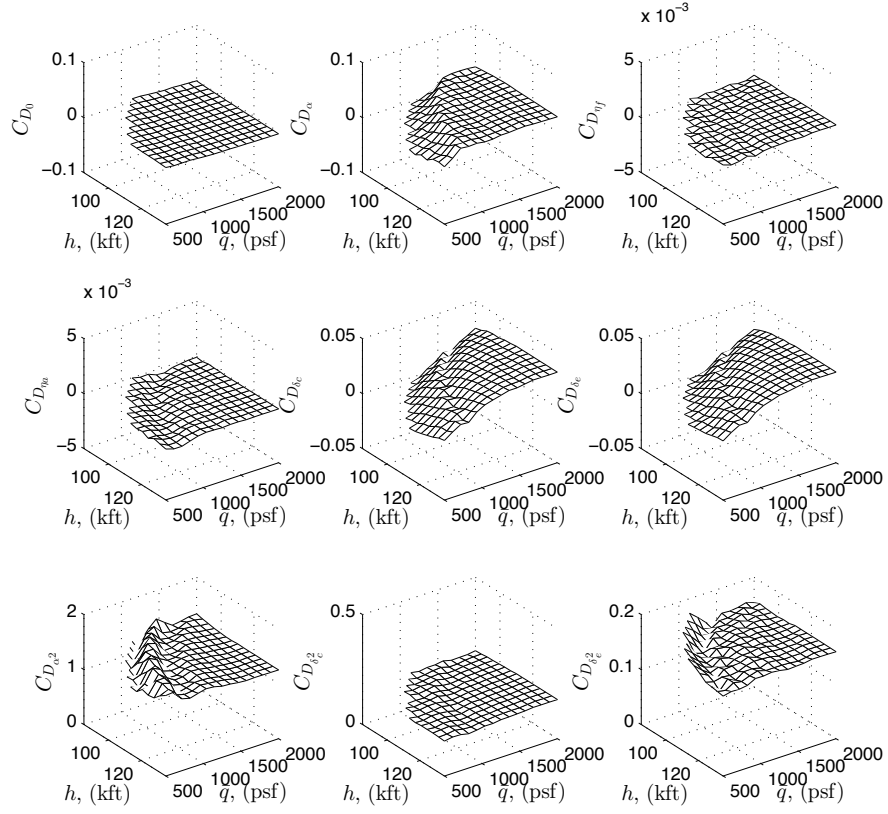 x 10⁻³
0.1 0.1 5
C_{D_0} 0 C_{D_α} 0 C_{D_{ηf}} 0
−0.1 −0.1 −5
100 120 100 120 100 120
500 1000 1500 2000 500 1000 1500 2000 500 1000 1500 2000
h, (kft) q̄, (psf) h, (kft) q̄, (psf) h, (kft) q̄, (psf)
x 10⁻³
5 0.05 0.05
C_{D_{ηa}} 0 C_{D_{δc}} 0 C_{D_{δe}} 0
−5 −0.05 −0.05
100 120 100 120 100 120
500 1000 1500 2000 500 1000 1500 2000 500 1000 1500 2000
h, (kft) q̄, (psf) h, (kft) q̄, (psf) h, (kft) q̄, (psf)
2 0.5 0.2
C_{D_{α^2}} 1 C_{D_{δ_c^2}} C_{D_{δ_e^2}} 0.1
0 0 0
100 120 100 120 100 120
500 1000 1500 2000 500 1000 1500 2000 500 1000 1500 2000
h, (kft) q̄, (psf) h, (kft) q̄, (psf) h, (kft) q̄, (psf)